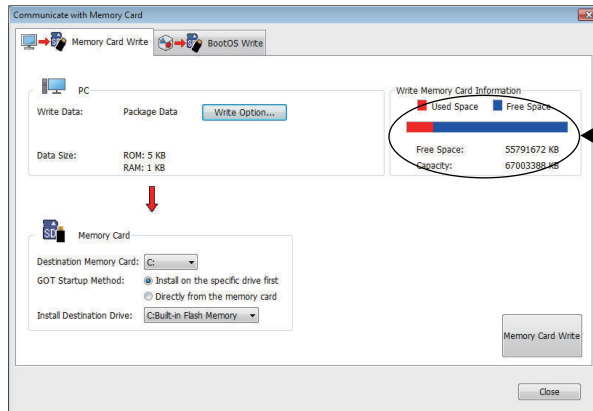 Communicate with Memory Card
Memory Card Write
BootOS Write
PC
Write Data: Package Data Write Option...
Data Size: ROM: 5 KB
RAM: 1 KB
Write Memory Card Information
Used Space Free Space
Free Space: 55791672 KB
Capacity: 67003388 KB
SD
Memory Card
Destination Memory Card: C:
GOT Startup Method: Install on the specific drive first
Directly from the memory card
Install Destination Drive: C:Built-in Flash Memory
Memory Card Write
Close